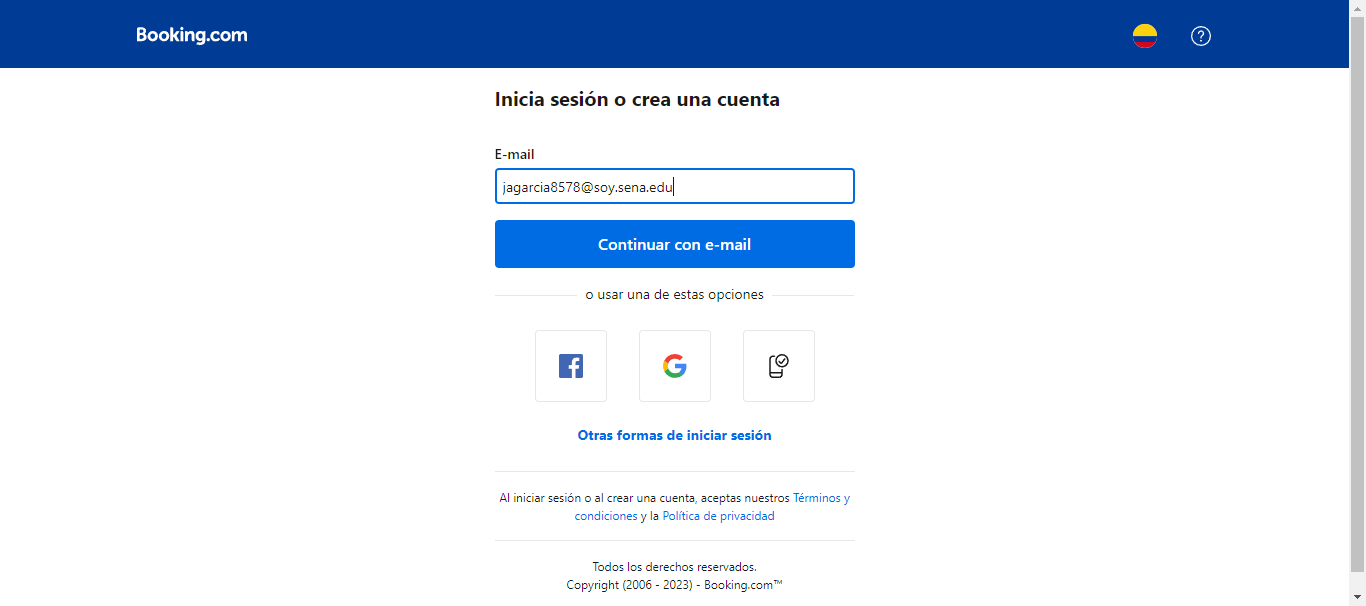 Booking.com
?
Inicia sesión o crea una cuenta
E-mail
jagarcia8578@soy.sena.edu
Continuar con e-mail
o usar una de estas opciones
Otras formas de iniciar sesión
Al iniciar sesión o al crear una cuenta, aceptas nuestros Términos y
condiciones y la Política de privacidad
Todos los derechos reservados.
Copyright (2006 - 2023) - Booking.com™